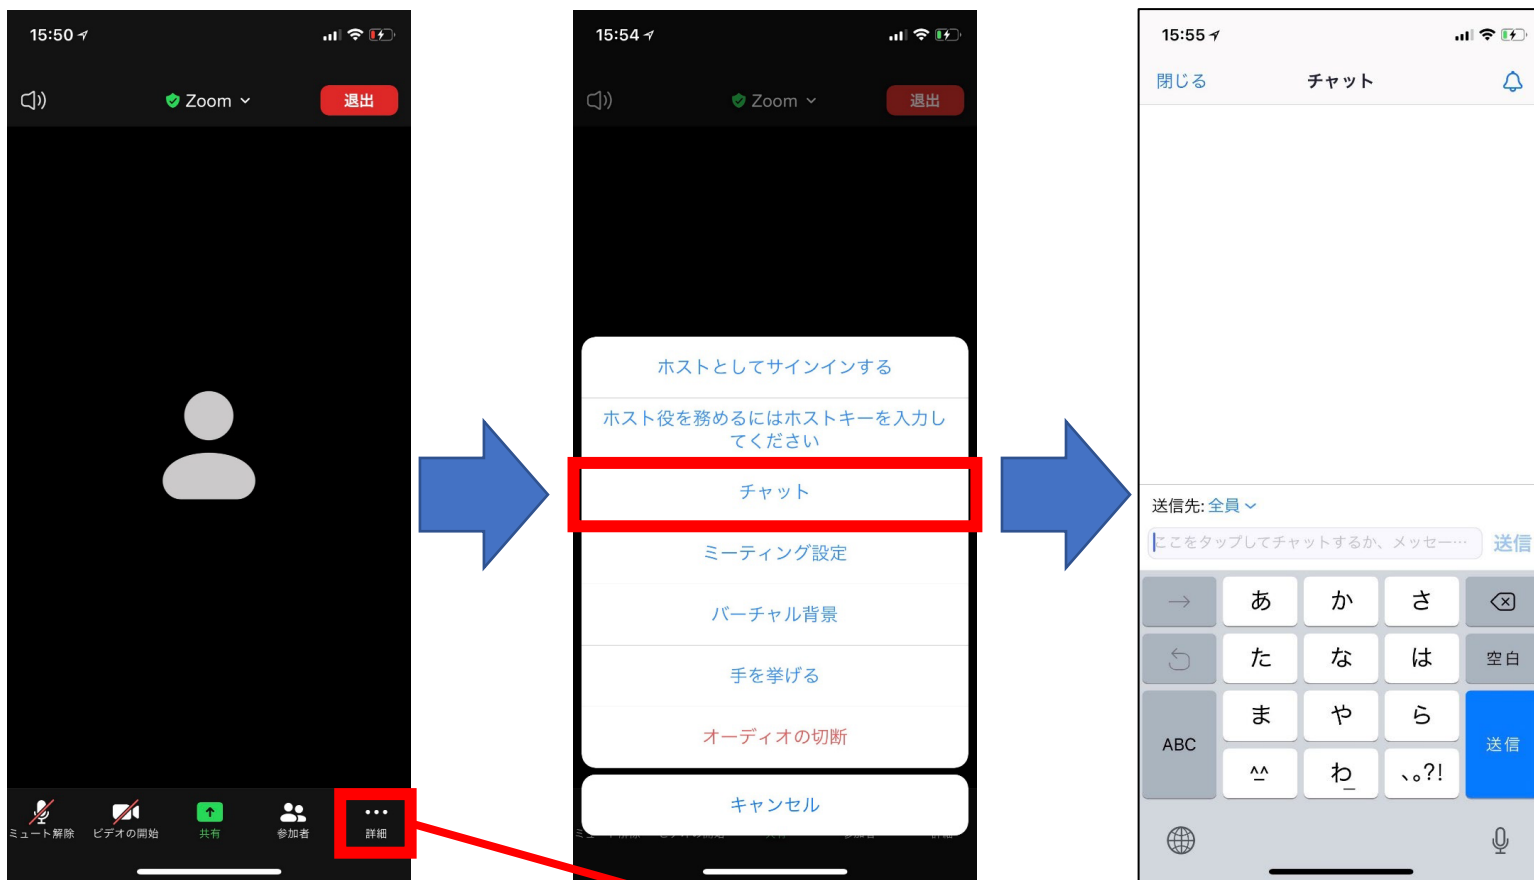 15:50
Zoom
退出
ミュート解除
ビデオの開始
共有
参加者
詳細
15:54
Zoom
退出
ホストとしてサインインする
ホスト役を務めるにはホストキーを入力し
てください
チャット
ミーティング設定
バーチャル背景
手を挙げる
オーディオの切断
キャンセル
15:55
閉じる
チャット
送信先: 全員
ここをタップしてチャットするか、メッセー…
送信
あ
か
さ
た
な
は
空白
ま
や
ら
ABC
送信
^^
わ
、。?!